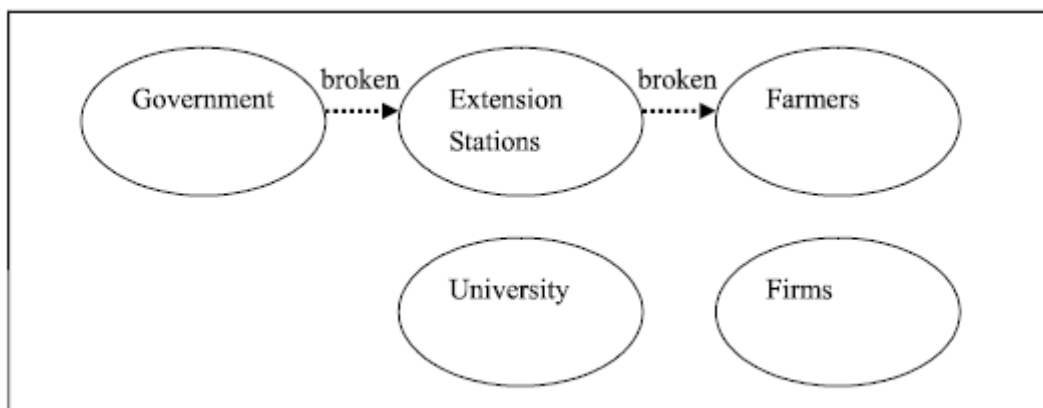 broken
broken
Government
Extension
Stations
Farmers
University
Firms